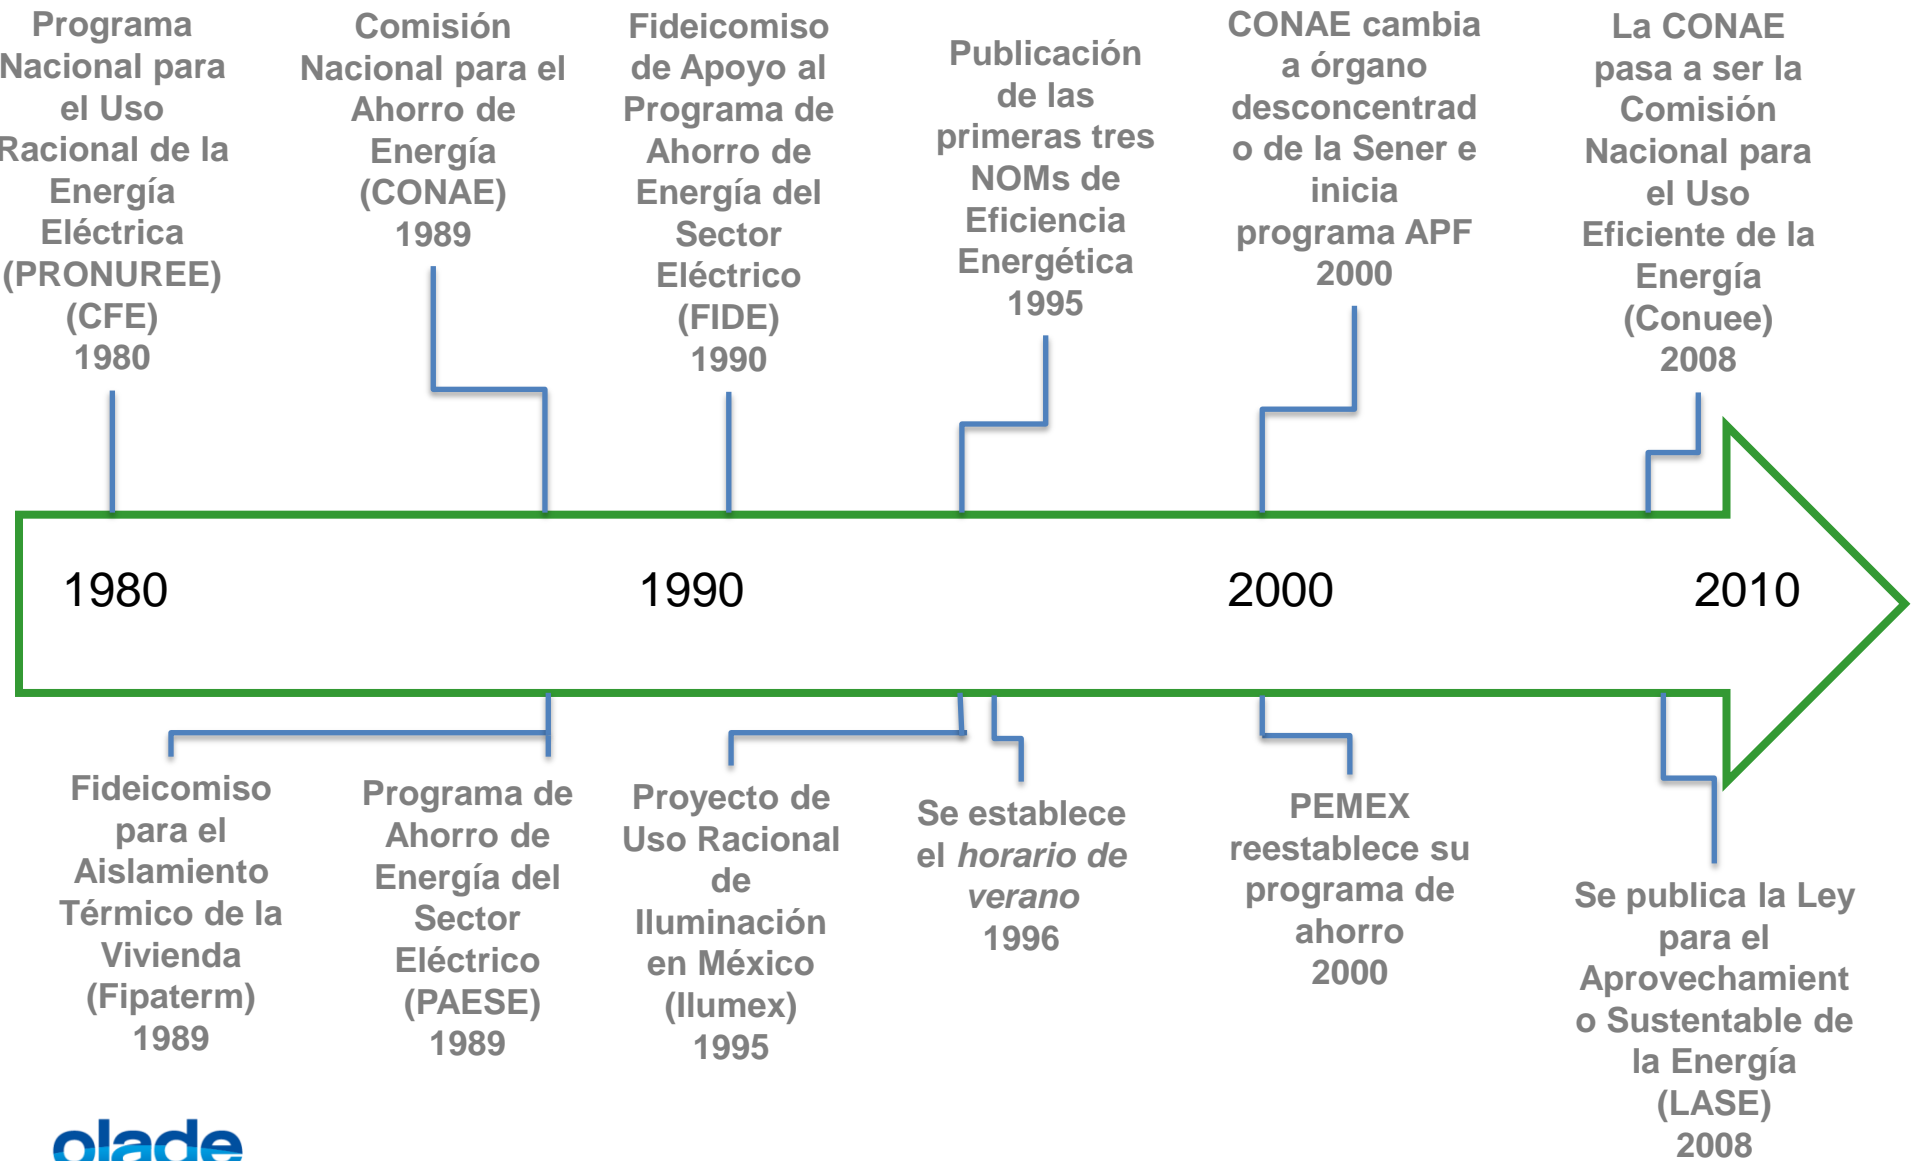 Programa
Nacional para
el Uso
Racional de la
Energía
Eléctrica
(PRONUREE)
(CFE)
1980
Comisión
Nacional para el
Ahorro de
Energía
(CONAE)
1989
Fideicomiso
de Apoyo al
Programa de
Ahorro de
Energía del
Sector
Eléctrico
(FIDE)
1990
Publicación
de las
primeras tres
NOMs de
Eficiencia
Energética
1995
CONAE cambia
a órgano
desconcentrad
o de la Sener e
inicia
programa APF
2000
La CONAE
pasa a ser la
Comisión
Nacional para
el Uso
Eficiente de la
Energía
(Conuee)
2008
1980
1990
2000
2010
Fideicomiso
para el
Aislamiento
Térmico de la
Vivienda
(Fipaterm)
1989
Programa de
Ahorro de
Energía del
Sector
Eléctrico
(PAESE)
1989
Proyecto de
Uso Racional
de
Iluminación
en México
(Ilumex)
1995
Se establece
el horario de
verano
1996
PEMEX
reestablece su
programa de
ahorro
2000
Se publica la Ley
para el
Aprovechamient
o Sustentable de
la Energía
(LASE)
2008
olade